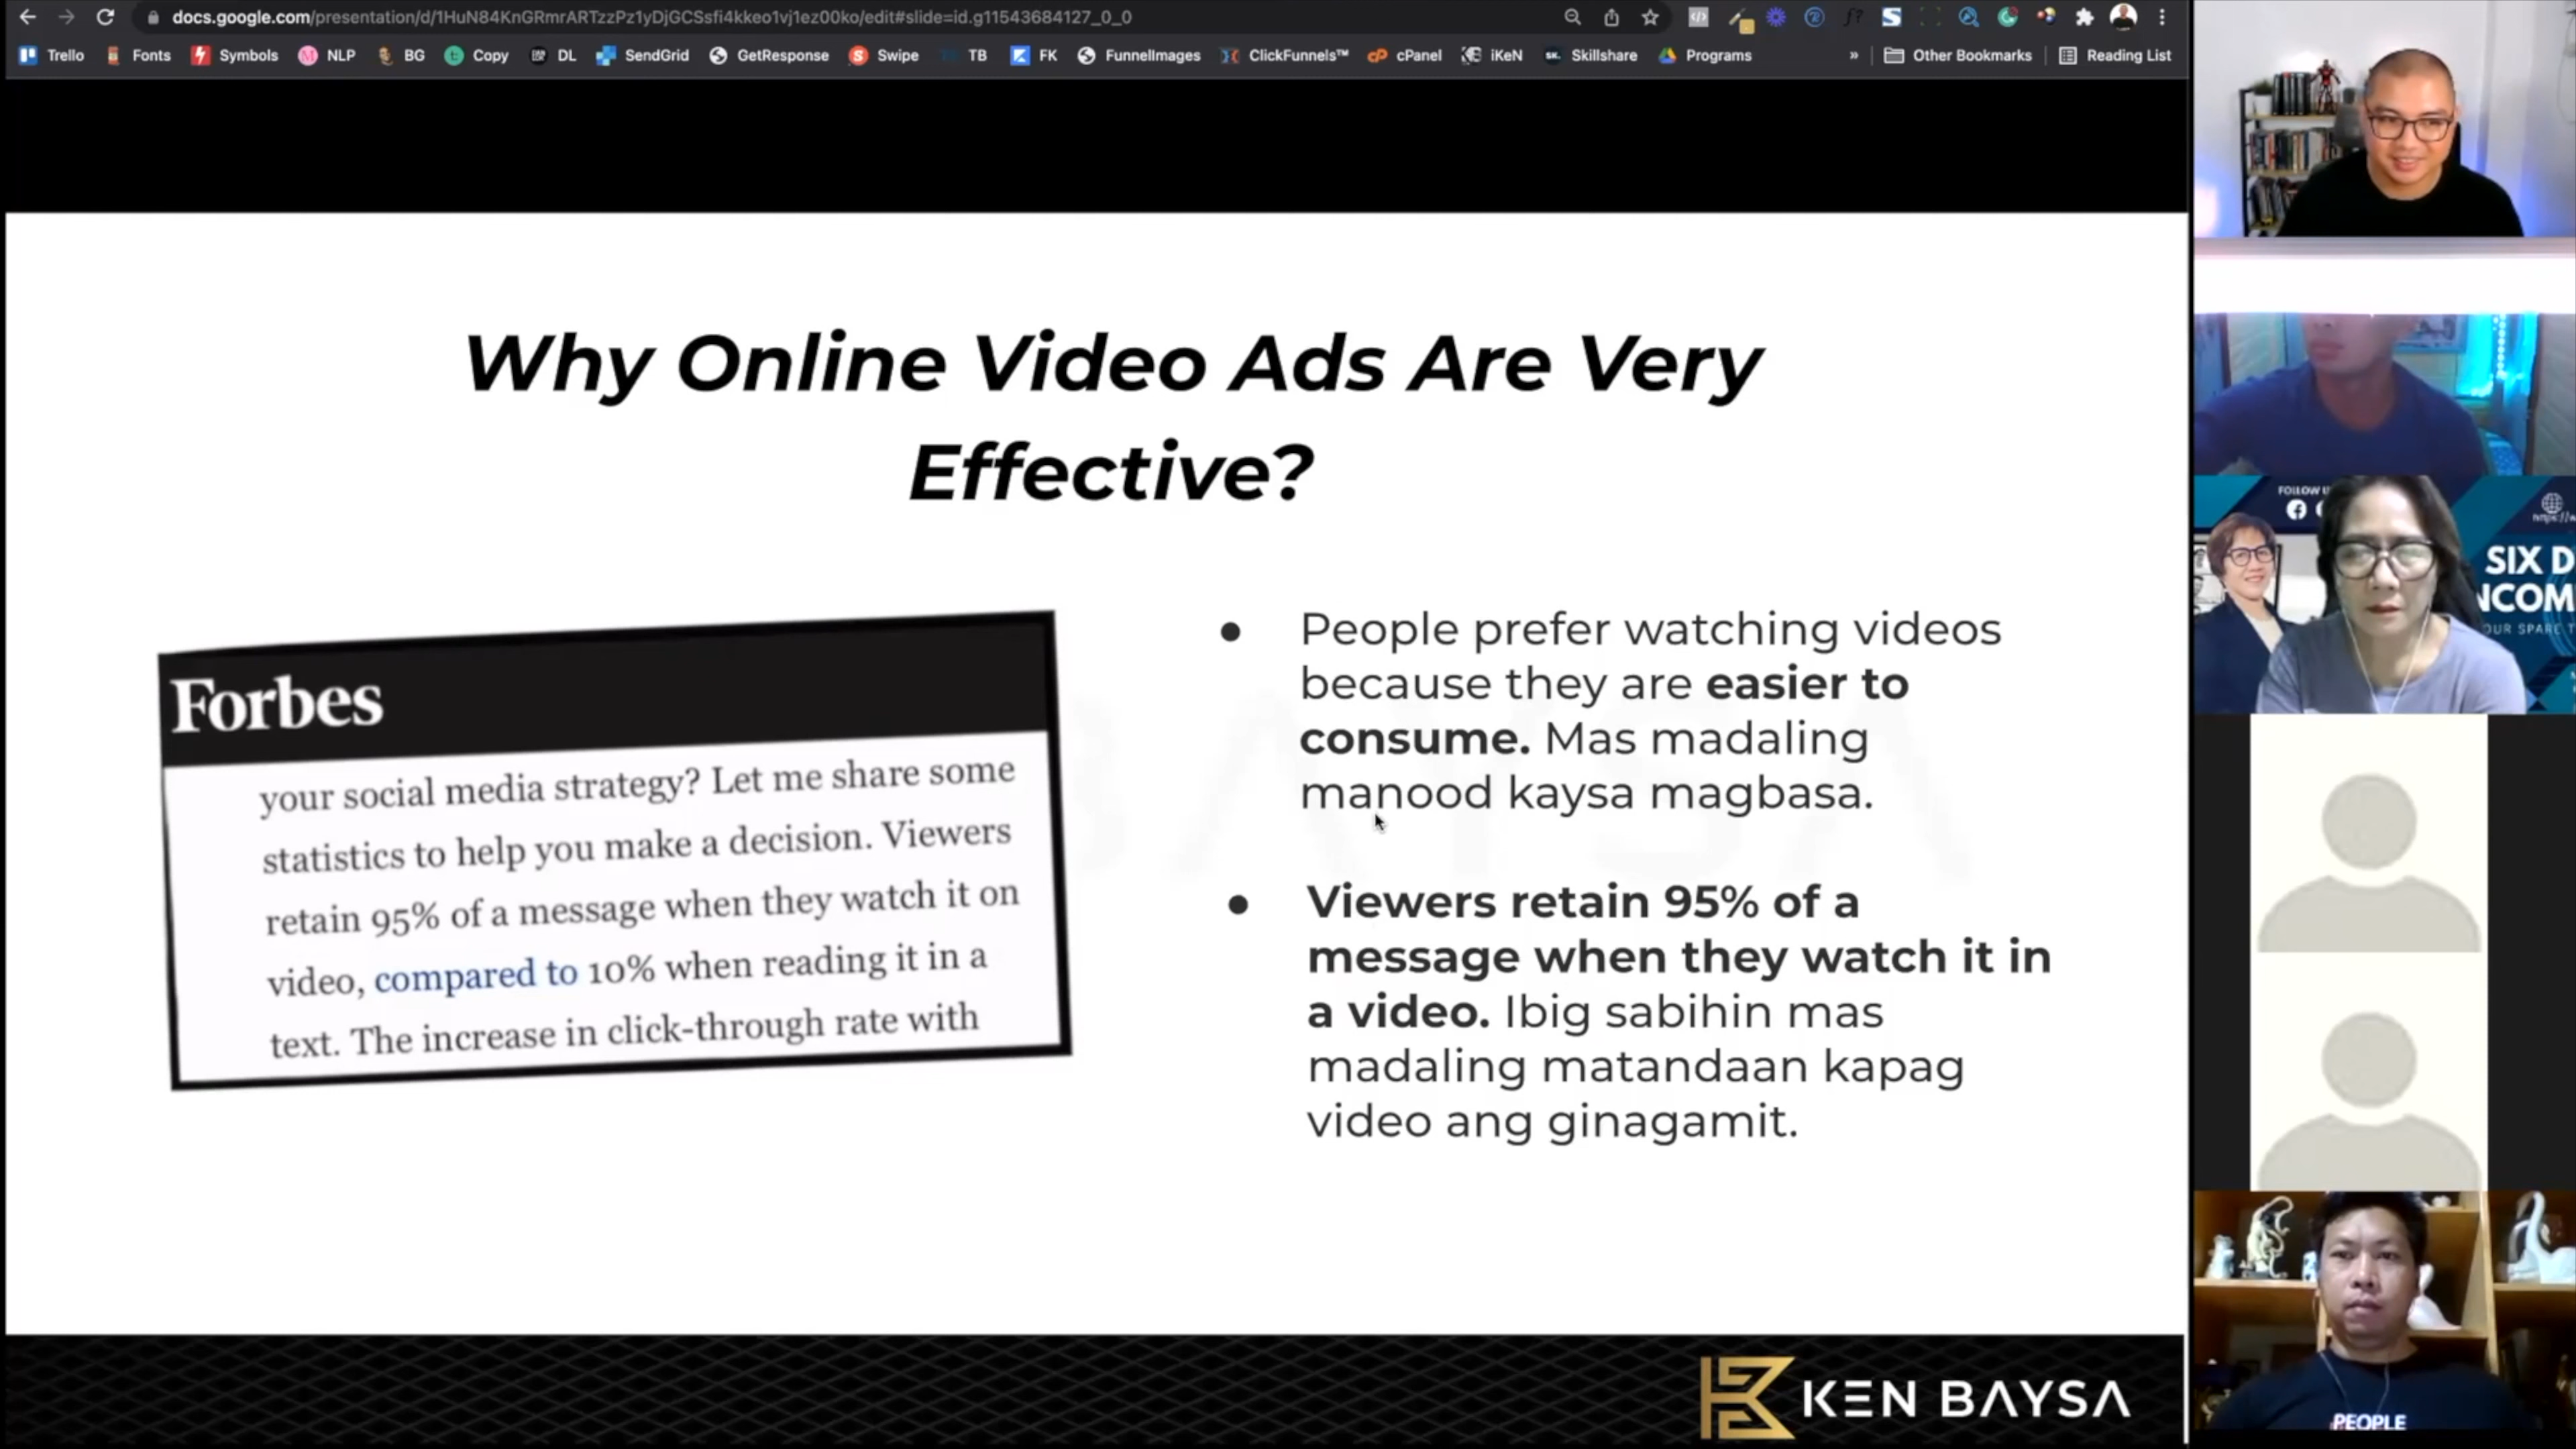 docs.google.com/presentation/d/1HuN84KnGRmrARTzzPz1yDjGCSsfi4kkeo1vj1ez00ko/edit#slide=id.g11543684127_0_0
Trello Fonts Symbols NLP BG Copy DL SendGrid GetResponse Swipe TB FK FunnelImages ClickFunnels™ cPanel iKeN Skillshare Programs » Other Bookmarks Reading List
Why Online Video Ads Are Very
Effective?
Forbes
your social media strategy? Let me share some
statistics to help you make a decision. Viewers
retain 95% of a message when they watch it on
video, compared to 10% when reading it in a
text. The increase in click-through rate with
● People prefer watching videos
because they are easier to
consume. Mas madaling
manood kaysa magbasa.
● Viewers retain 95% of a
message when they watch it in
a video. Ibig sabihin mas
madaling matandaan kapag
video ang ginagamit.
BAYSA
KEN BAYSA
FOLLOW U
SIX D
NCOM
OUR SPARE T
PEOPLE